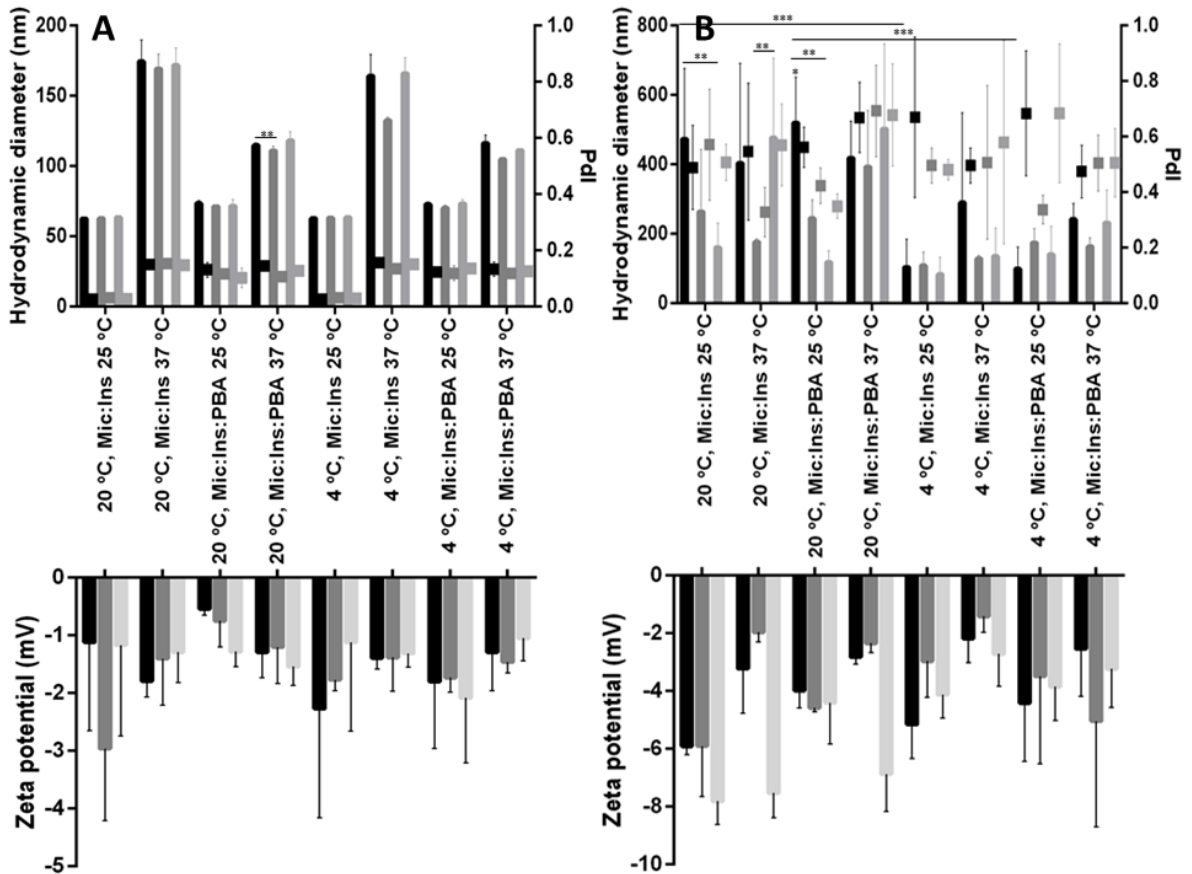 A
Hydrodynamic diameter (nm)
200
150
100
50
0
1.0
0.8
0.6
0.4
0.2
0.0
PdI
**
20 °C, Mic:Ins 25 °C
20 °C, Mic:Ins 37 °C
20 °C, Mic:Ins:PBA 25 °C
20 °C, Mic:Ins:PBA 37 °C
4 °C, Mic:Ins 25 °C
4 °C, Mic:Ins 37 °C
4 °C, Mic:Ins:PBA 25 °C
4 °C, Mic:Ins:PBA 37 °C
Zeta potential (mV)
0
-1
-2
-3
-4
-5
B
Hydrodynamic diameter (nm)
800
600
400
200
0
1.0
0.8
0.6
0.4
0.2
0.0
PdI
***
***
**
**
**
*
20 °C, Mic:Ins 25 °C
20 °C, Mic:Ins 37 °C
20 °C, Mic:Ins:PBA 25 °C
20 °C, Mic:Ins:PBA 37 °C
4 °C, Mic:Ins 25 °C
4 °C, Mic:Ins 37 °C
4 °C, Mic:Ins:PBA 25 °C
4 °C, Mic:Ins:PBA 37 °C
Zeta potential (mV)
0
-2
-4
-6
-8
-10